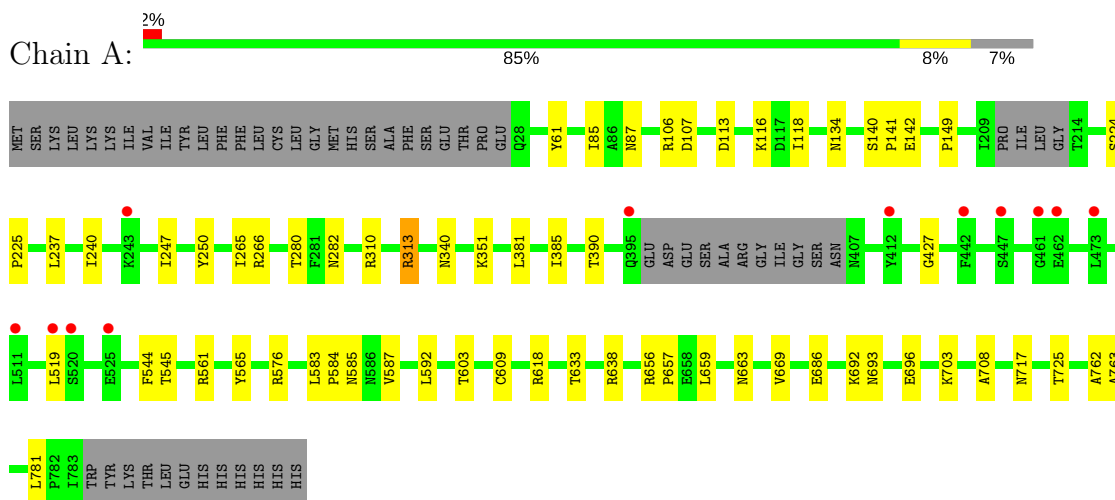 2%
Chain A:
85% 8% 7%
MET SER LYS LEU LYS LYS ILE VAL ILE TYR LEU PHE PHE LEU CYS LEU GLY MET HIS SER ALA PHE SER GLU THR PRO GLU Q28 Y61 I85 A86 N87 R106 D107 D113 K116 D117 I118 N134 S140 P141 E142 P149 I209 PRO ILE LEU GLY T214 S224
P225 L237 I240 K243 I247 Y250 I265 R266 T280 F281 N282 R310 R313 N340 K351 L381 I385 T390 Q395 GLU ASP GLU SER ALA ARG GLY ILE GLY SER ASN N407 Y412 G427 F442 S447 G461 E462 L473
L511 L519 S520 E525 F544 T545 R561 Y565 R576 L583 P584 N585 N586 V587 L592 T603 C609 R618 T633 R638 R656 P657 E658 L659 N663 V669 E686 K692 N693 E696 K703 A708 N717 T725 A762 A763
L781 P782 I783 TRP TYR LYS THR LEU GLU HIS HIS HIS HIS HIS HIS